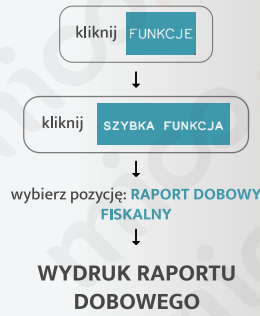 kliknij FUNKCJE
kliknij SZYBKA FUNKCJA
wybierz pozycję: RAPORT DOBOWY
FISKALNY
WYDRUK RAPORTU
DOBOWEGO